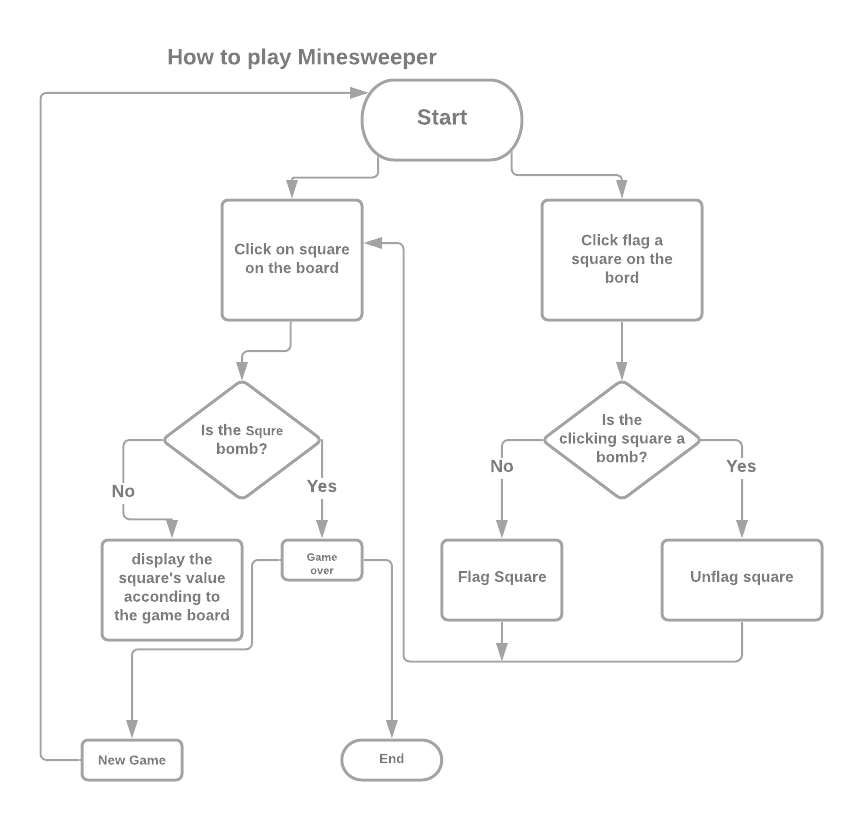 How to play Minesweeper
Start
Click on square
on the board
Click flag a
square on the
bord
Is the Squre
bomb?
Is the
clicking square a
bomb?
No
Yes
No
Yes
display the
square's value
acconding to
the game board
Game
over
Flag Square
Unflag square
New Game
End